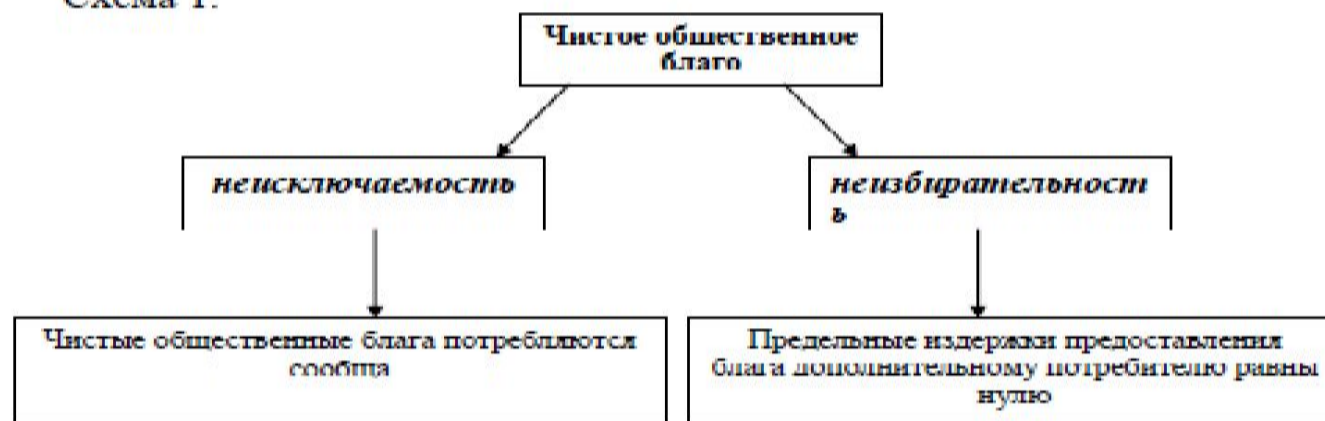 Схема 1.
Чистое общественное
благо
неисключаемость
неизбирательност
ь
Чистые общественные блага потребляются
сообща
Предельные издержки предоставления
блага дополнительному потребителю равны
нулю